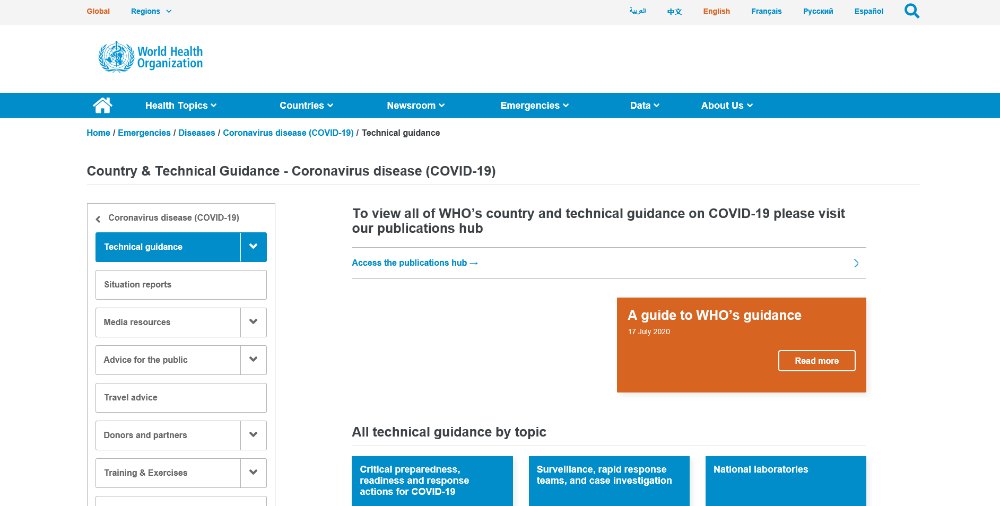 Global Regions العربية 中文 English Français Русский Español
World Health
Organization
Health Topics Countries Newsroom Emergencies Data About Us
Home / Emergencies / Diseases / Coronavirus disease (COVID-19) / Technical guidance
Country & Technical Guidance - Coronavirus disease (COVID-19)
Coronavirus disease (COVID-19)
Technical guidance
Situation reports
Media resources
Advice for the public
Travel advice
Donors and partners
Training & Exercises
To view all of WHO’s country and technical guidance on COVID-19 please visit
our publications hub
Access the publications hub →
A guide to WHO’s guidance
17 July 2020
Read more
All technical guidance by topic
Critical preparedness,
readiness and response
actions for COVID-19
Surveillance, rapid response
teams, and case investigation
National laboratories